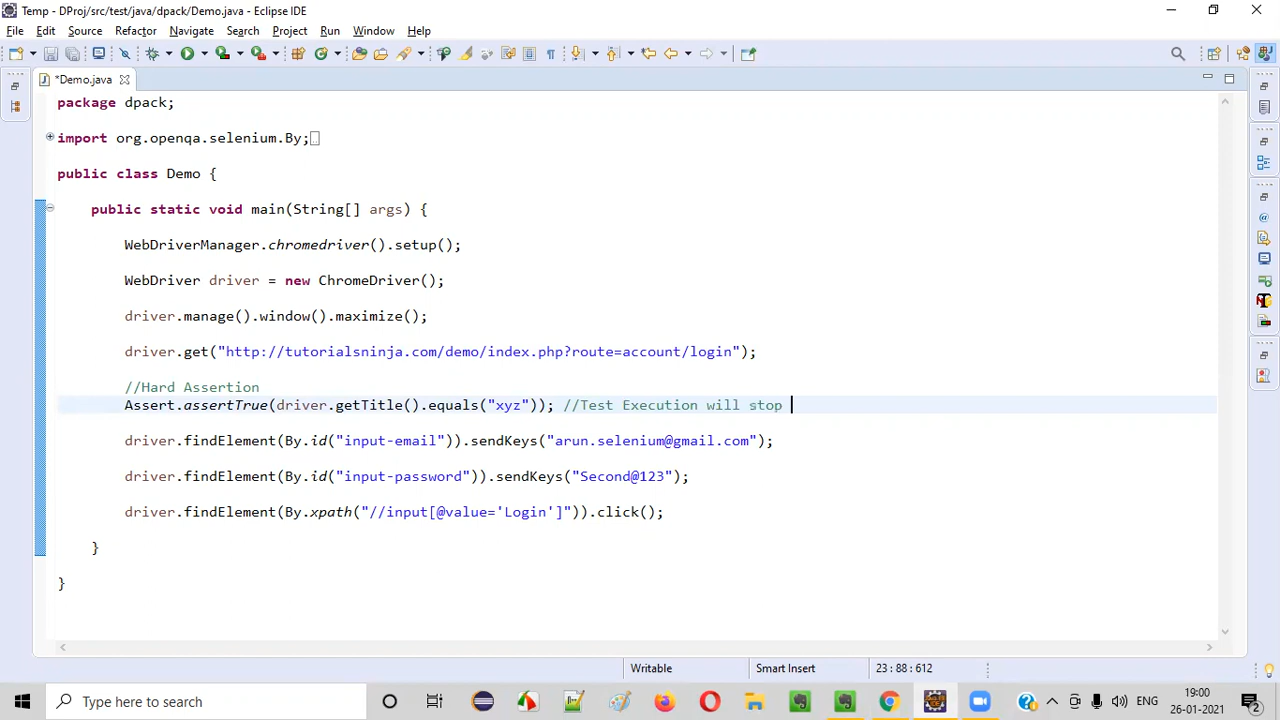 Temp - DProj/src/test/java/dpack/Demo.java - Eclipse IDE
File Edit Source Refactor Navigate Search Project Run Window Help
*Demo.java
package dpack;
import org.openqa.selenium.By;
public class Demo {
public static void main(String[] args) {
WebDriverManager.chromedriver().setup();
WebDriver driver = new ChromeDriver();
driver.manage().window().maximize();
driver.get("http://tutorialsninja.com/demo/index.php?route=account/login");
//Hard Assertion
Assert.assertTrue(driver.getTitle().equals("xyz")); //Test Execution will stop
driver.findElement(By.id("input-email")).sendKeys("arun.selenium@gmail.com");
driver.findElement(By.id("input-password")).sendKeys("Second@123");
driver.findElement(By.xpath("//input[@value='Login']")).click();
}
}
Writable Smart Insert 23 : 88 : 612
Type here to search
ENG
19:00
26-01-2021
2